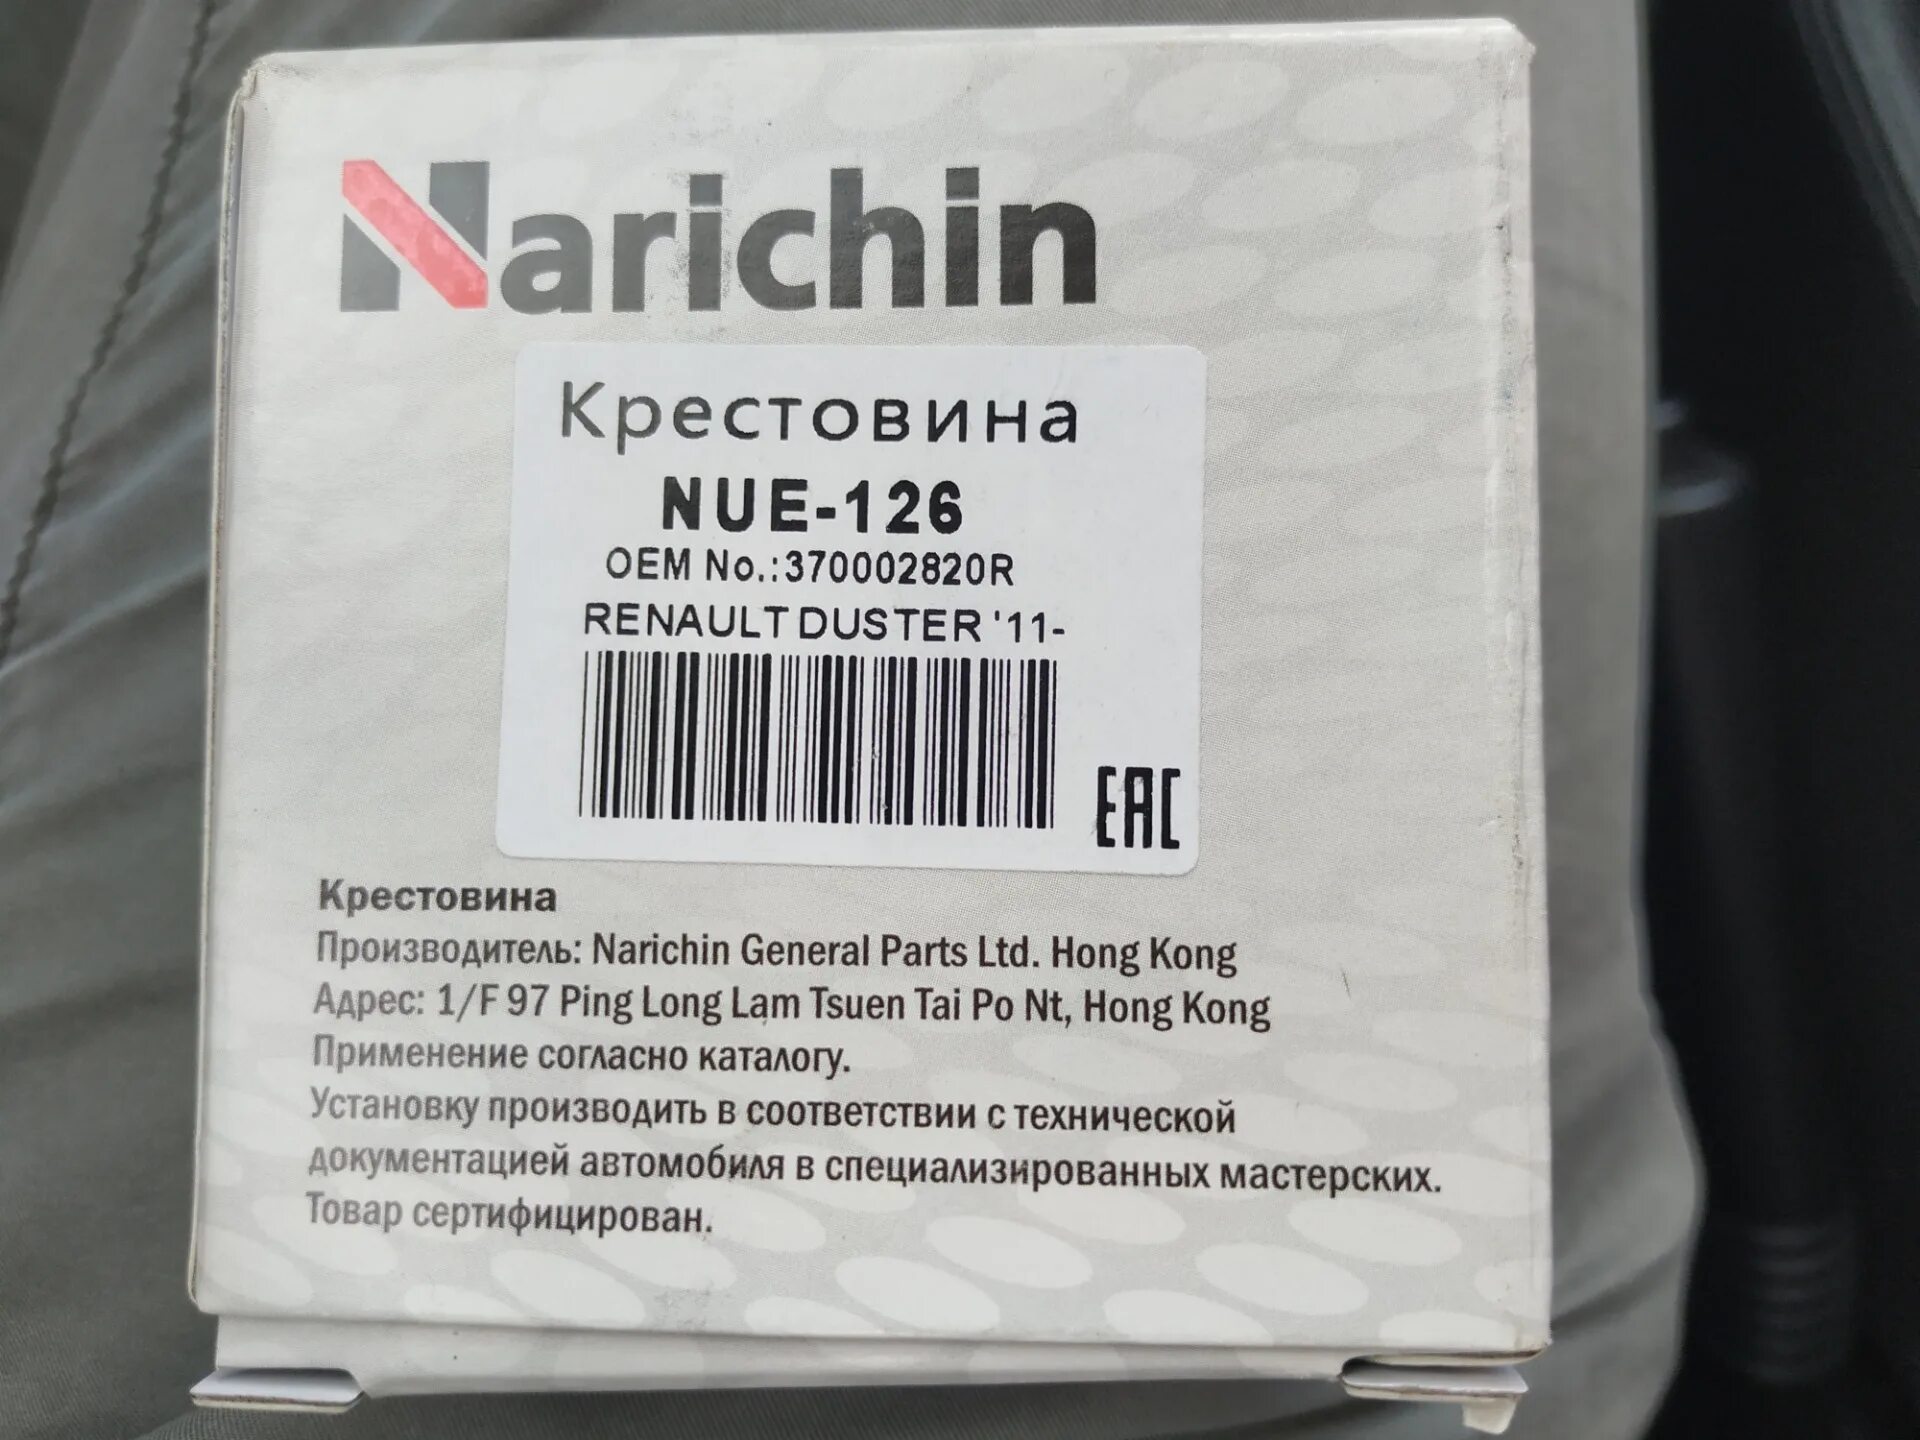 Narichin
Крестовина
NUE-126
OEM No.:370002820R
RENAULT DUSTER '11-
EAC
Крестовина
Производитель: Narichin General Parts Ltd. Hong Kong
Адрес: 1/F 97 Ping Long Lam Tsuen Tai Po Nt, Hong Kong
Применение согласно каталогу.
Установку производить в соответствии с технической
документацией автомобиля в специализированных мастерских.
Товар сертифицирован.